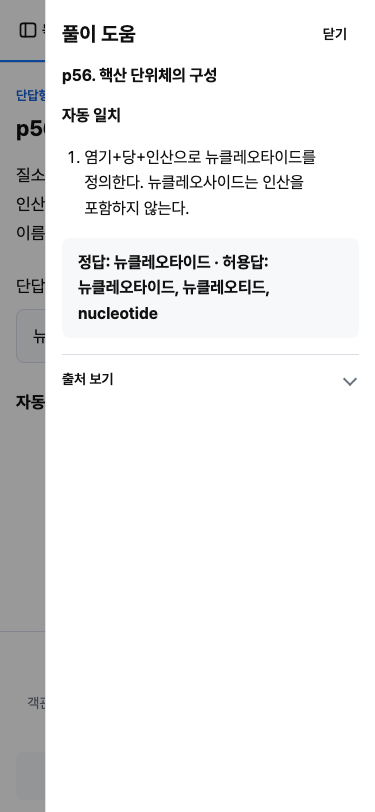 풀이 도움
닫기
p56. 핵산 단위체의 구성
자동 일치
1. 염기+당+인산으로 뉴클레오타이드를
정의한다. 뉴클레오사이드는 인산을
포함하지 않는다.
정답: 뉴클레오타이드 · 허용답:
뉴클레오타이드, 뉴클레오티드,
nucleotide
출처 보기
단답형
p56
질소
인산
이름
단답
뉴
자동
객관